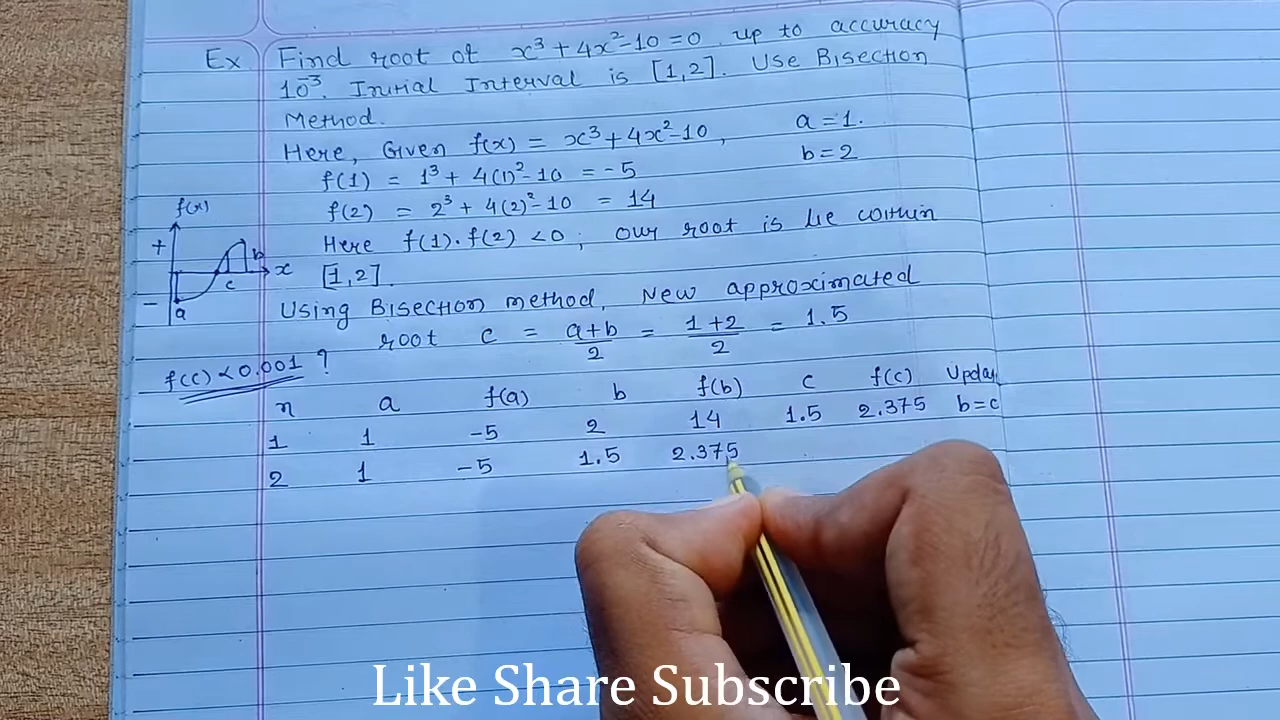 Ex Find root of x³ + 4x² - 10 = 0 up to accuracy
10⁻³. Initial Interval is [1,2]. Use Bisection
Method.
Here, Given f(x) = x³ + 4x² - 10, a = 1.
f(1) = 1³ + 4(1)² - 10 = -5 b = 2
f(2) = 2³ + 4(2)² - 10 = 14
Here f(1).f(2) < 0; our root is lie within
[1,2].
f(x)
+
b
x
c
-
a
Using Bisection method, New approximated
root c = a+b/2 = 1+2/2 = 1.5
f(c) < 0.001 ?
n a f(a) b f(b) c f(c) Updat
1 1 -5 2 14 1.5 2.375 b=c
2 1 -5 1.5 2.375
Like Share Subscribe